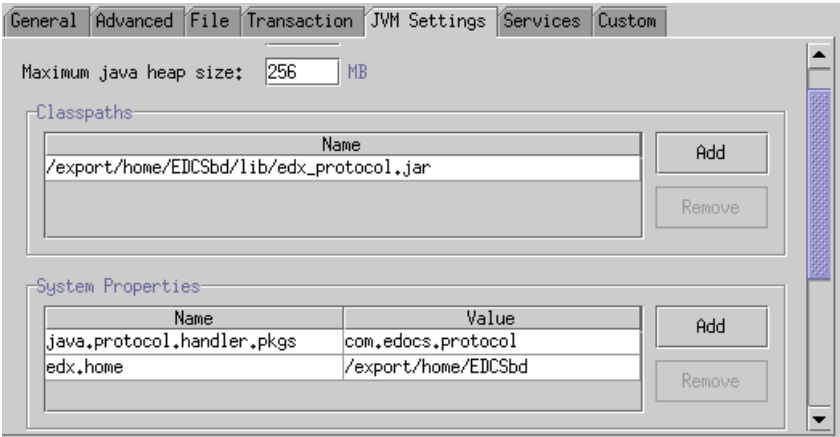 General Advanced File Transaction JVM Settings Services Custom
Maximum java heap size: 256 MB
Classpaths
Name
/export/home/EDCSbd/lib/edx_protocol.jar
Add
Remove
System Properties
Name Value
java.protocol.handler.pkgs com.edocs.protocol
edx.home /export/home/EDCSbd
Add
Remove